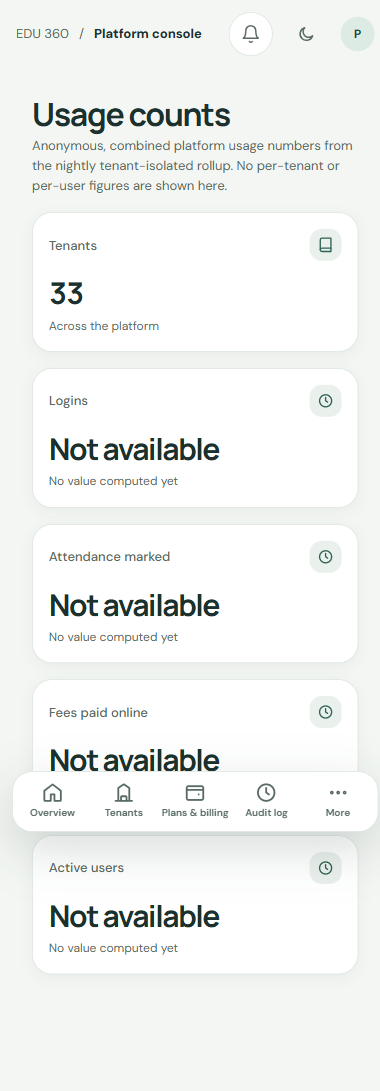 EDU 360 / Platform console
P
Usage counts
Anonymous, combined platform usage numbers from
the nightly tenant-isolated rollup. No per-tenant or
per-user figures are shown here.
Tenants
33
Across the platform
Logins
Not available
No value computed yet
Attendance marked
Not available
No value computed yet
Fees paid online
Not available
Overview Tenants Plans & billing Audit log More
Active users
Not available
No value computed yet